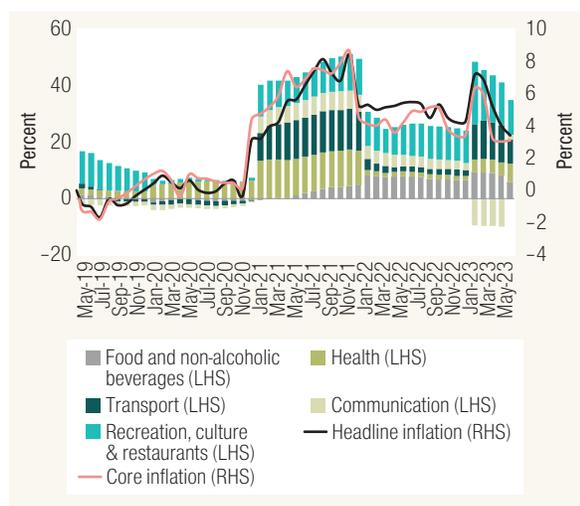 60
40
20
0
–20
Percent
10
8
6
4
2
0
–2
–4
Percent
May-19
Jul-19
Sep-19
Nov-19
Jan-20
Mar-20
May-20
Jul-20
Sep-20
Nov-20
Jan-21
Mar-21
May-21
Jul-21
Sep-21
Nov-21
Jan-22
Mar-22
May-22
Jul-22
Sep-22
Nov-22
Jan-23
Mar-23
May-23
Food and non-alcoholic
beverages (LHS)
Health (LHS)
Transport (LHS)
Communication (LHS)
Recreation, culture
& restaurants (LHS)
Headline inflation (RHS)
Core inflation (RHS)